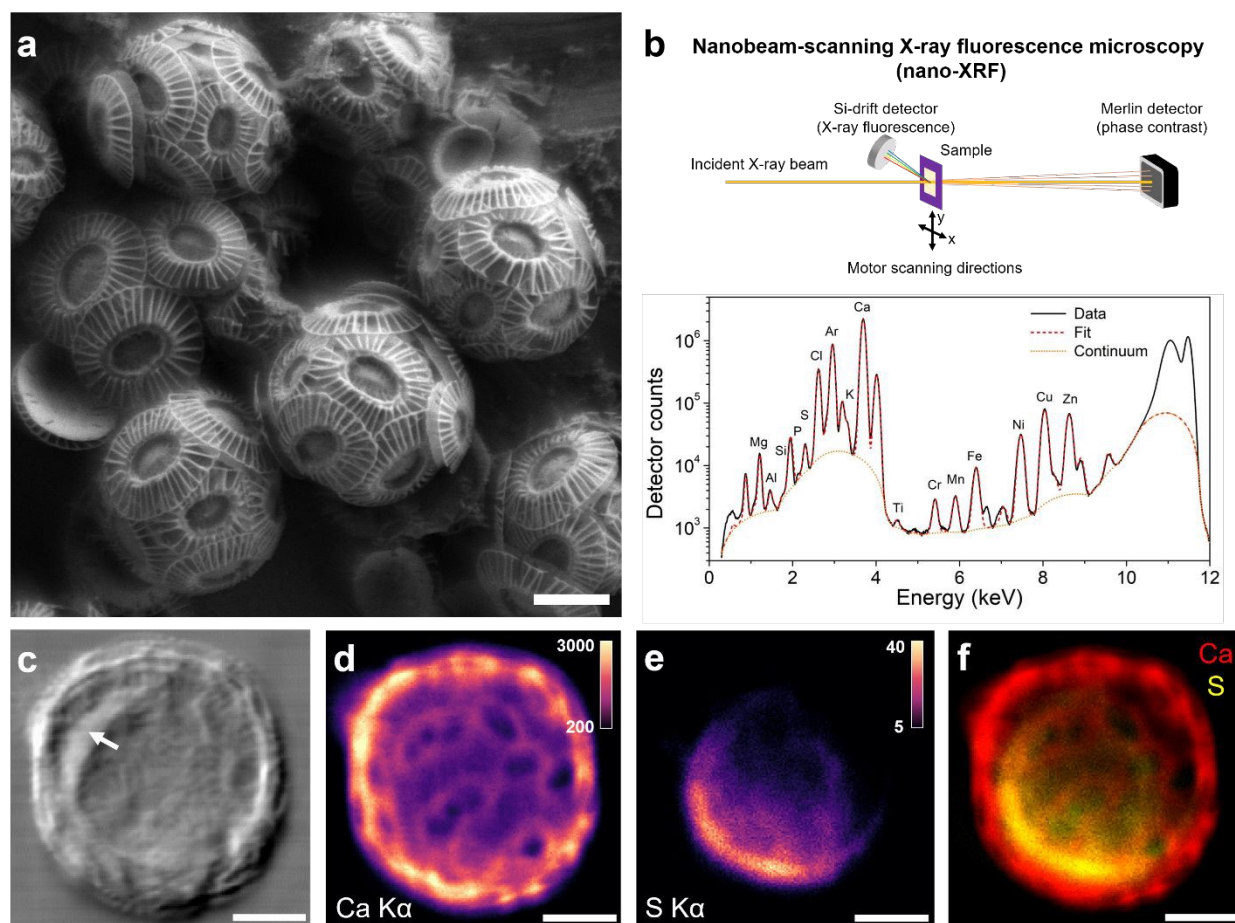 a
b
Nanobeam-scanning X-ray fluorescence microscopy
(nano-XRF)
Si-drift detector
(X-ray fluorescence)
Merlin detector
(phase contrast)
Sample
Incident X-ray beam
y
x
Motor scanning directions
Detector counts
10⁶
10⁵
10⁴
10³
Mg
Al
Si
P
S
Cl
Ar
K
Ca
Ti
Cr
Mn
Fe
Ni
Cu
Zn
Data
Fit
Continuum
0 2 4 6 8 10 12
Energy (keV)
c
d
3000
200
Ca Kα
e
40
5
S Kα
f
Ca
S